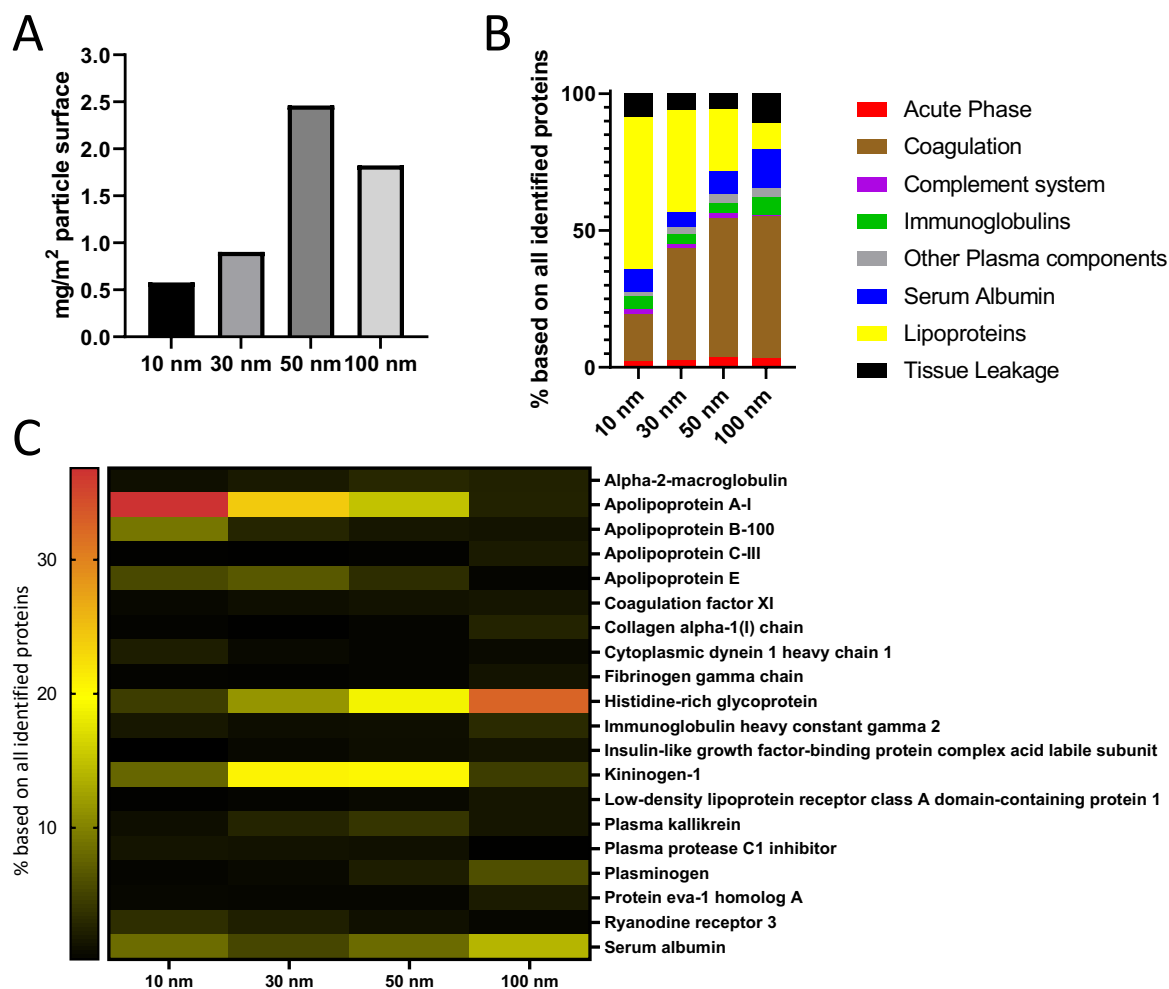 A
mg/m² particle surface
3.0
2.5
2.0
1.5
1.0
0.5
0.0
10 nm 30 nm 50 nm 100 nm
B
% based on all identified proteins
100
50
0
10 nm
30 nm
50 nm
100 nm
Acute Phase
Coagulation
Complement system
Immunoglobulins
Other Plasma components
Serum Albumin
Lipoproteins
Tissue Leakage
C
% based on all identified proteins
30
20
10
Alpha-2-macroglobulin
Apolipoprotein A-I
Apolipoprotein B-100
Apolipoprotein C-III
Apolipoprotein E
Coagulation factor XI
Collagen alpha-1(I) chain
Cytoplasmic dynein 1 heavy chain 1
Fibrinogen gamma chain
Histidine-rich glycoprotein
Immunoglobulin heavy constant gamma 2
Insulin-like growth factor-binding protein complex acid labile subunit
Kininogen-1
Low-density lipoprotein receptor class A domain-containing protein 1
Plasma kallikrein
Plasma protease C1 inhibitor
Plasminogen
Protein eva-1 homolog A
Ryanodine receptor 3
Serum albumin
10 nm 30 nm 50 nm 100 nm